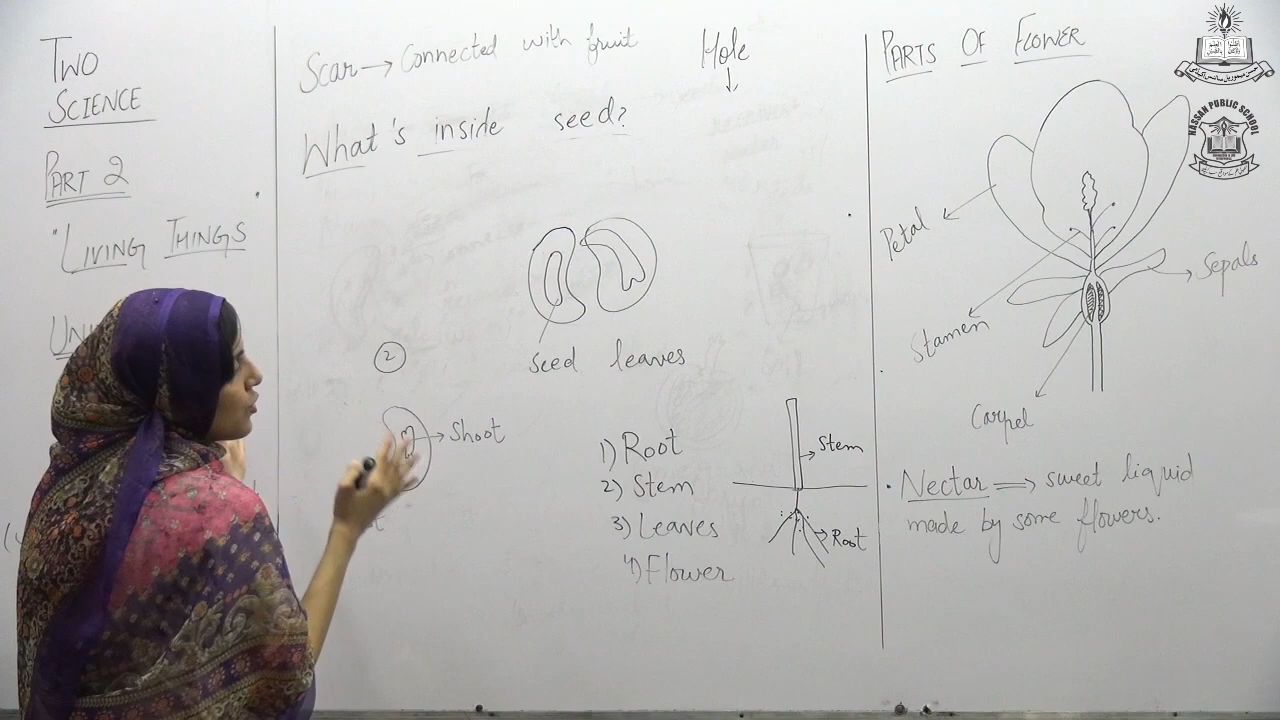 TWO
SCIENCE
PART 2
"LIVING THINGS
Scar → Connected with fruit
Hole
↓
What's inside seed?
seed leaves
2
Shoot
1) Root
2) Stem
3) Leaves
4) Flower
Stem
Root
PARTS OF FLOWER
Petal
Sepals
Stamen
Carpel
Nectar ⇒ sweet liquid
made by some flowers.
HASSAN PUBLIC SCHOOL